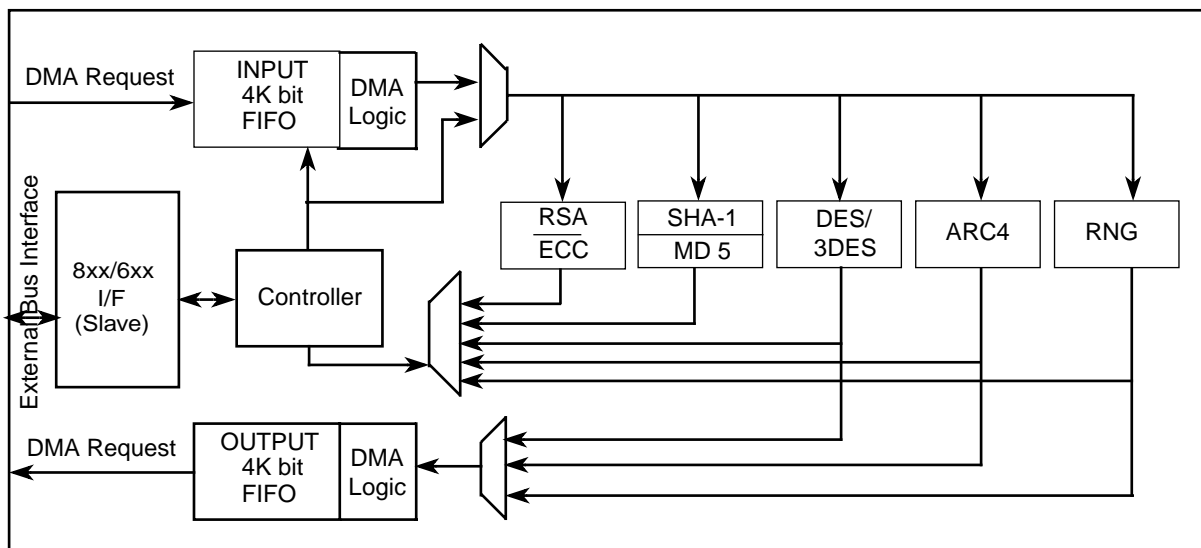 DMA Request
INPUT
4K bit
FIFO
DMA
Logic
External Bus Interface
8xx/6xx
I/F
(Slave)
Controller
RSA
ECC
SHA-1
MD 5
DES/
3DES
ARC4
RNG
DMA Request
OUTPUT
4K bit
FIFO
DMA
Logic